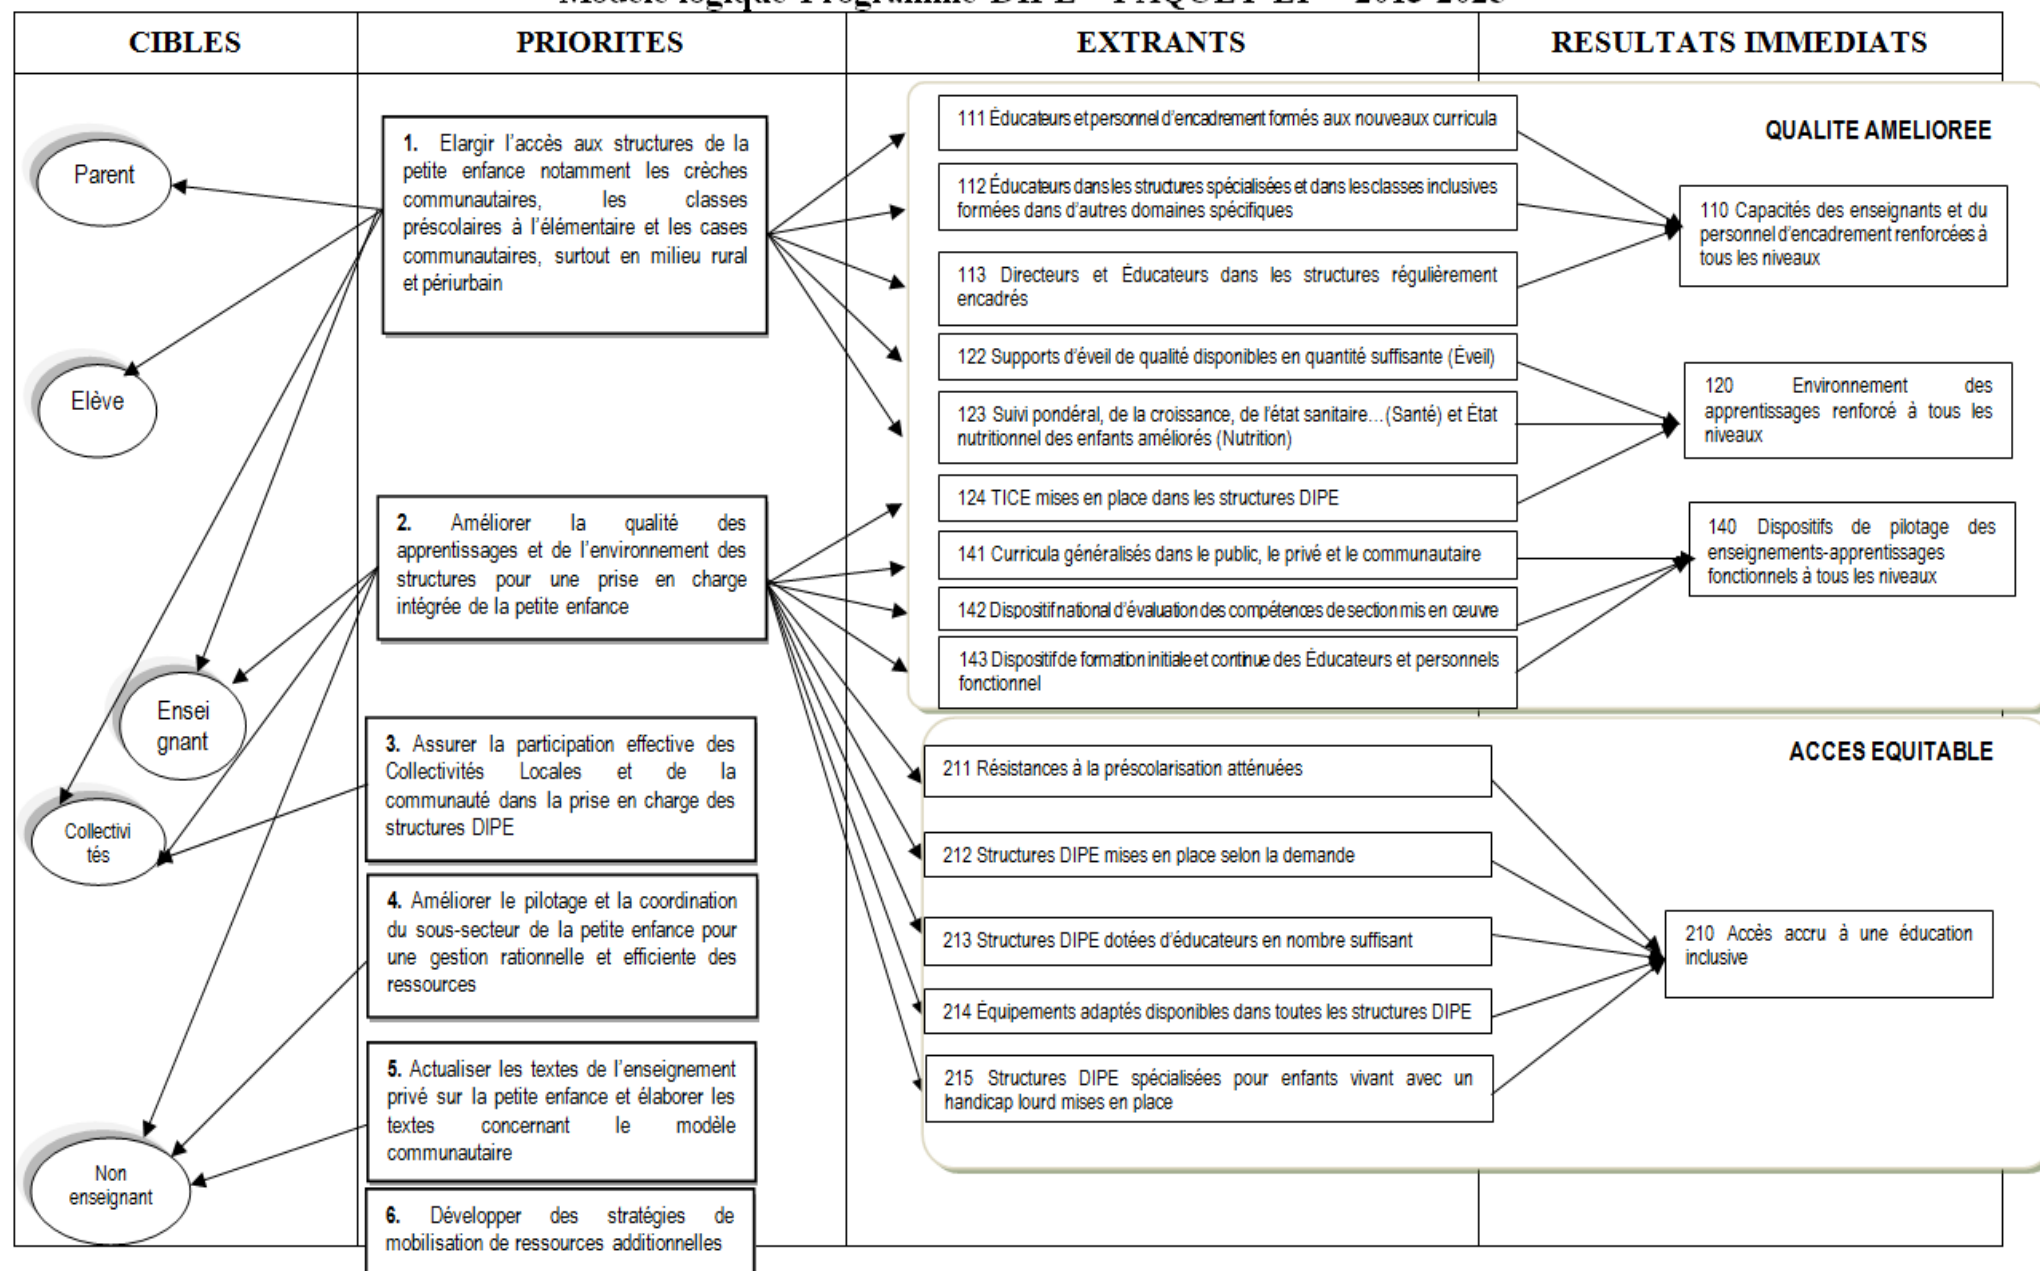 Modèle logique Programme DIPE – PAQUET-EF – 2013-2025
CIBLES
PRIORITES
EXTRANTS
RESULTATS IMMEDIATS
Parent
Elève
Ensei
gnant
Collectivi
tés
Non
enseignant
1. Elargir l’accès aux structures de la
petite enfance notamment les crèches
communautaires, les classes
préscolaires à l’élémentaire et les cases
communautaires, surtout en milieu rural
et périurbain
2. Améliorer la qualité des
apprentissages et de l’environnement des
structures pour une prise en charge
intégrée de la petite enfance
3. Assurer la participation effective des
Collectivités Locales et de la
communauté dans la prise en charge des
structures DIPE
4. Améliorer le pilotage et la coordination
du sous-secteur de la petite enfance pour
une gestion rationnelle et efficiente des
ressources
5. Actualiser les textes de l’enseignement
privé sur la petite enfance et élaborer les
textes concernant le modèle
communautaire
6. Développer des stratégies de
mobilisation de ressources additionnelles
111 Éducateurs et personnel d’encadrement formés aux nouveaux curricula
112 Éducateurs dans les structures spécialisées et dans les classes inclusives
formées dans d’autres domaines spécifiques
113 Directeurs et Éducateurs dans les structures régulièrement
encadrés
122 Supports d’éveil de qualité disponibles en quantité suffisante (Éveil)
123 Suivi pondéral, de la croissance, de l’état sanitaire…(Santé) et État
nutritionnel des enfants améliorés (Nutrition)
124 TICE mises en place dans les structures DIPE
141 Curricula généralisés dans le public, le privé et le communautaire
142 Dispositif national d’évaluation des compétences de section mis en œuvre
143 Dispositif de formation initiale et continue des Éducateurs et personnels
fonctionnel
QUALITE AMELIOREE
110 Capacités des enseignants et du
personnel d’encadrement renforcées à
tous les niveaux
120 Environnement des
apprentissages renforcé à tous les
niveaux
140 Dispositifs de pilotage des
enseignements-apprentissages
fonctionnels à tous les niveaux
211 Résistances à la préscolarisation atténuées
212 Structures DIPE mises en place selon la demande
213 Structures DIPE dotées d’éducateurs en nombre suffisant
214 Équipements adaptés disponibles dans toutes les structures DIPE
215 Structures DIPE spécialisées pour enfants vivant avec un
handicap lourd mises en place
ACCES EQUITABLE
210 Accès accru à une éducation
inclusive